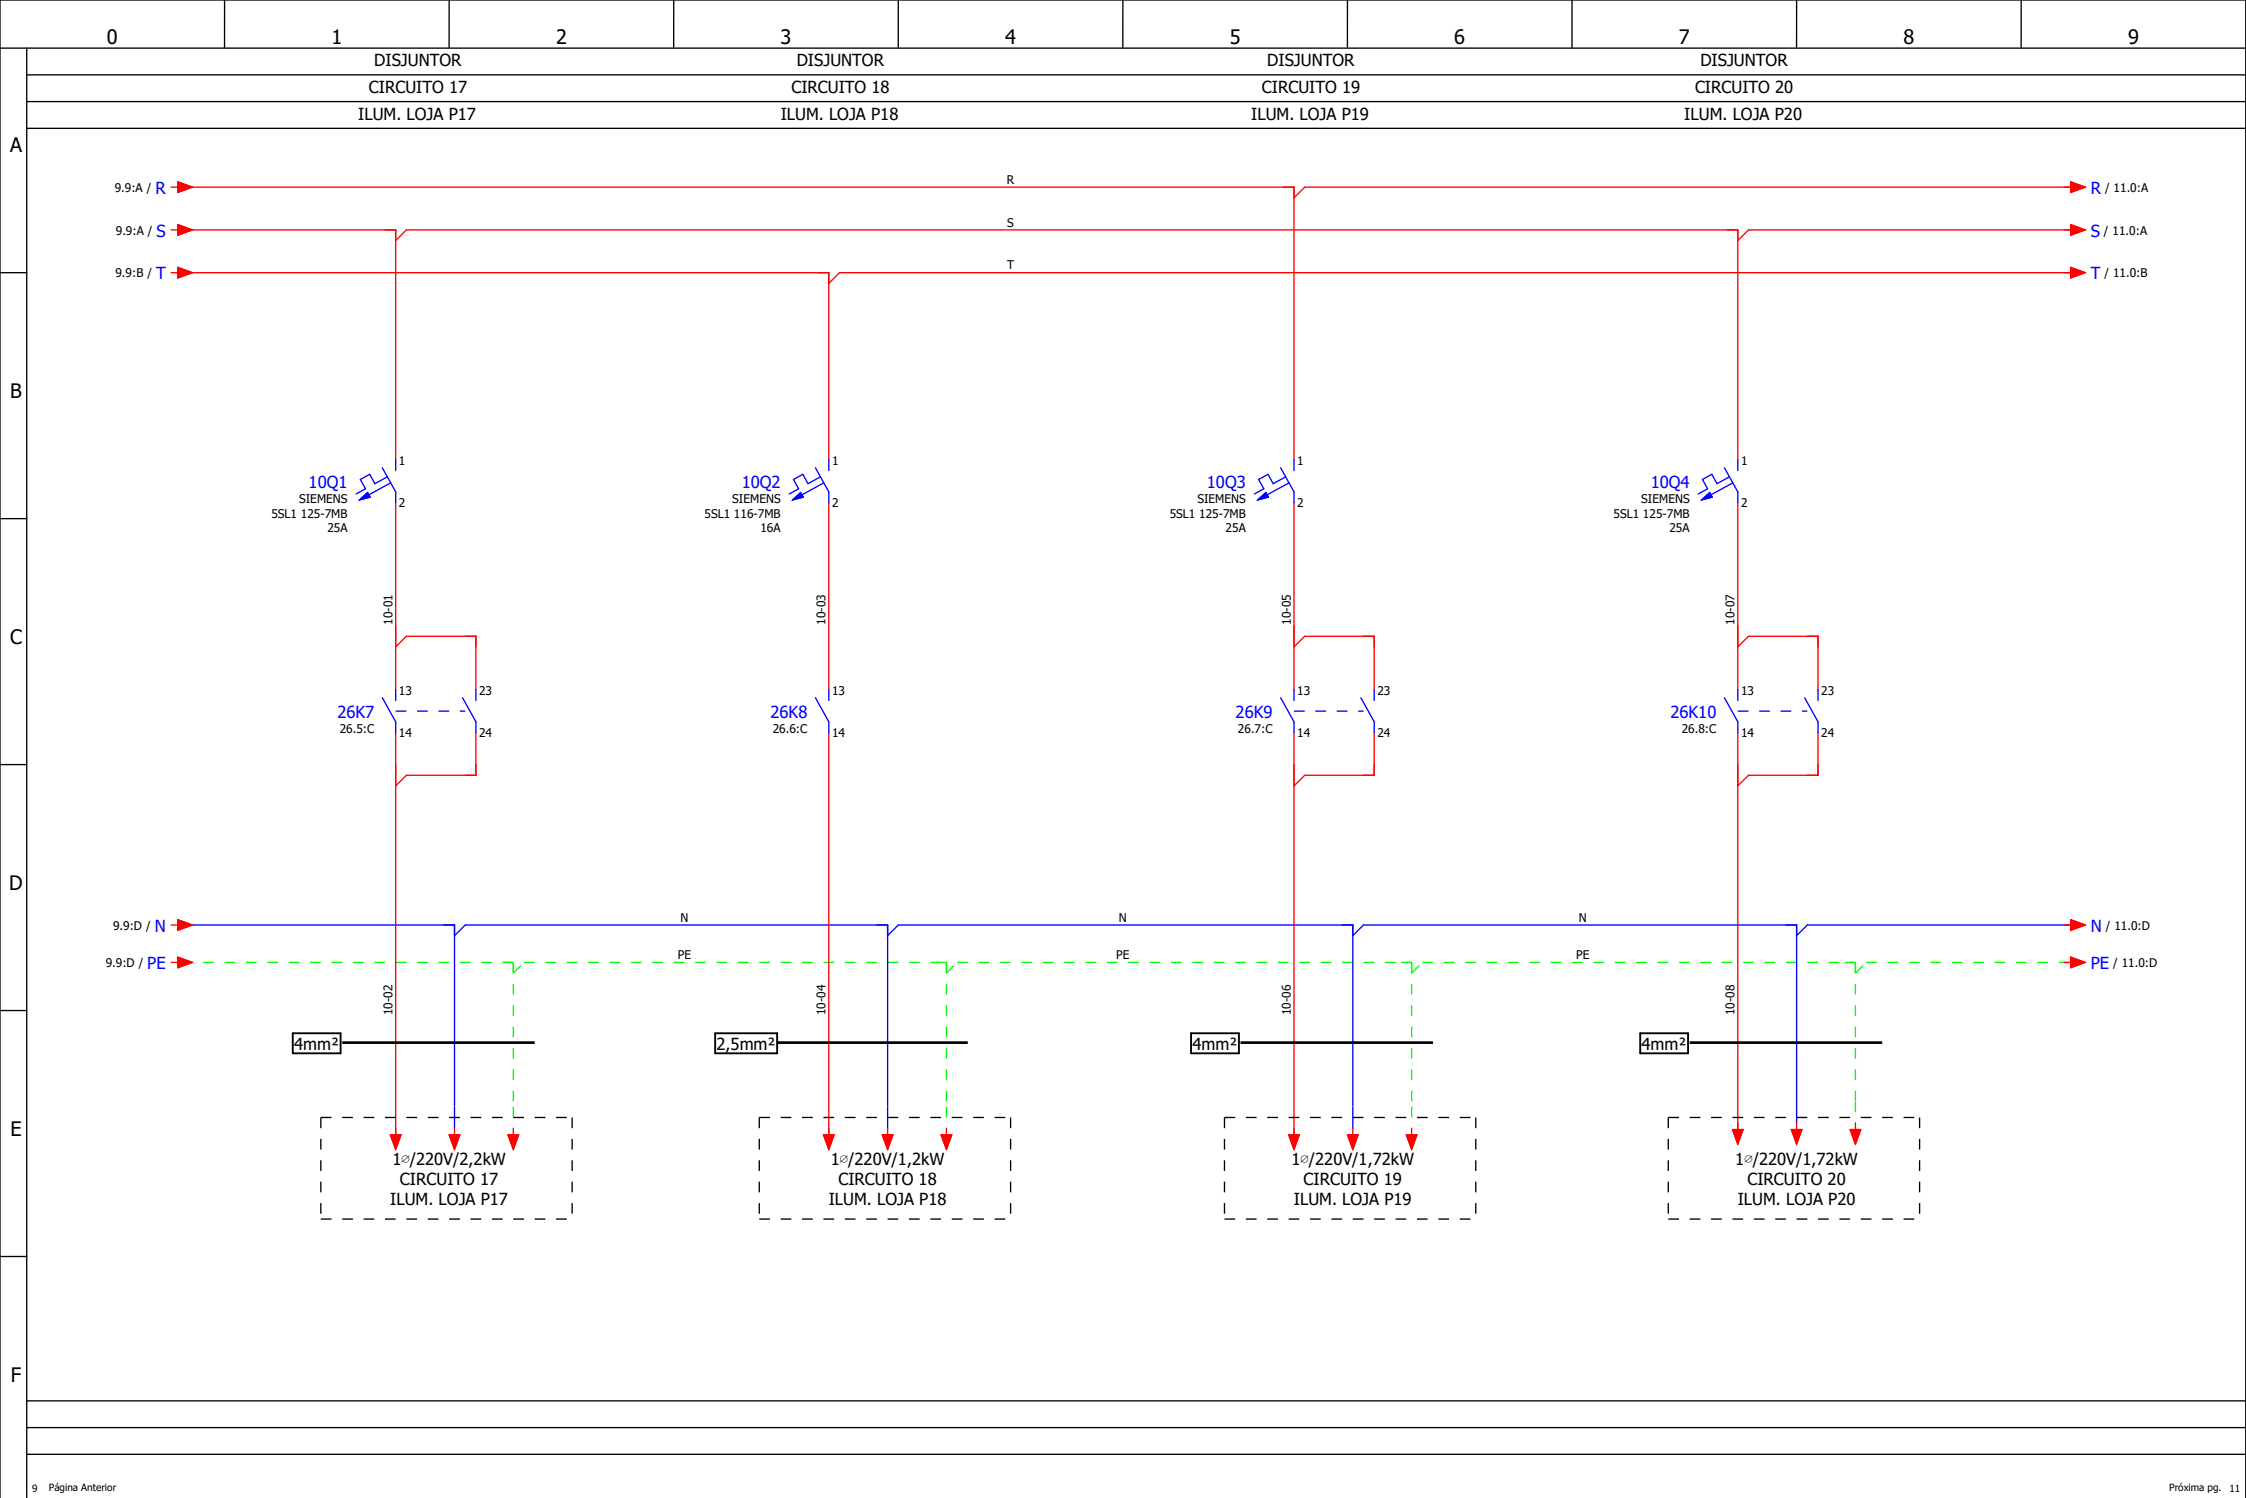 0 1 2 3 4 5 6 7 8 9
DISJUNTOR DISJUNTOR DISJUNTOR DISJUNTOR
CIRCUITO 17 CIRCUITO 18 CIRCUITO 19 CIRCUITO 20
ILUM. LOJA P17 ILUM. LOJA P18 ILUM. LOJA P19 ILUM. LOJA P20
A
9.9:A / R R R / 11.0:A
9.9:A / S S S / 11.0:A
9.9:B / T T T / 11.0:B
B
1 1 1 1
10Q1 10Q2 10Q3 10Q4
SIEMENS SIEMENS SIEMENS SIEMENS
2 2 2 2
5SL1 125-7MB 5SL1 116-7MB 5SL1 125-7MB 5SL1 125-7MB
25A 16A 25A 25A
10-01 10-03 10-05 10-07
C
13 23 13 13 23 13 23
26K7 26K8 26K9 26K10
26.5:C 26.6:C 26.7:C 26.8:C
14 24 14 14 24 14 24
D
9.9:D / N N N N N / 11.0:D
9.9:D / PE PE PE PE PE / 11.0:D
10-02 10-04 10-06 10-08
4mm² 2,5mm² 4mm² 4mm²
E
1⌀/220V/2,2kW 1⌀/220V/1,2kW 1⌀/220V/1,72kW 1⌀/220V/1,72kW
CIRCUITO 17 CIRCUITO 18 CIRCUITO 19 CIRCUITO 20
ILUM. LOJA P17 ILUM. LOJA P18 ILUM. LOJA P19 ILUM. LOJA P20
F
9 Página Anterior Próxima pg. 11